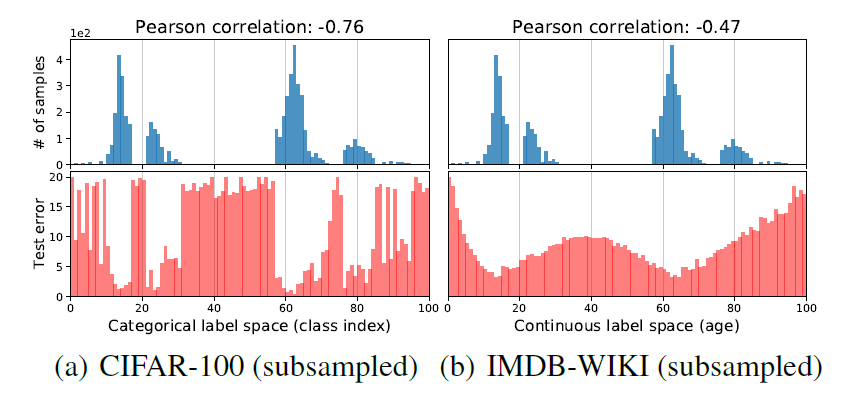 Pearson correlation: -0.76
Pearson correlation: -0.47
1e2
# of samples
4
3
2
1
0
Test error
20
15
10
5
0
0 20 40 60 80 100
0 20 40 60 80 100
Categorical label space (class index)
Continuous label space (age)
(a) CIFAR-100 (subsampled)
(b) IMDB-WIKI (subsampled)